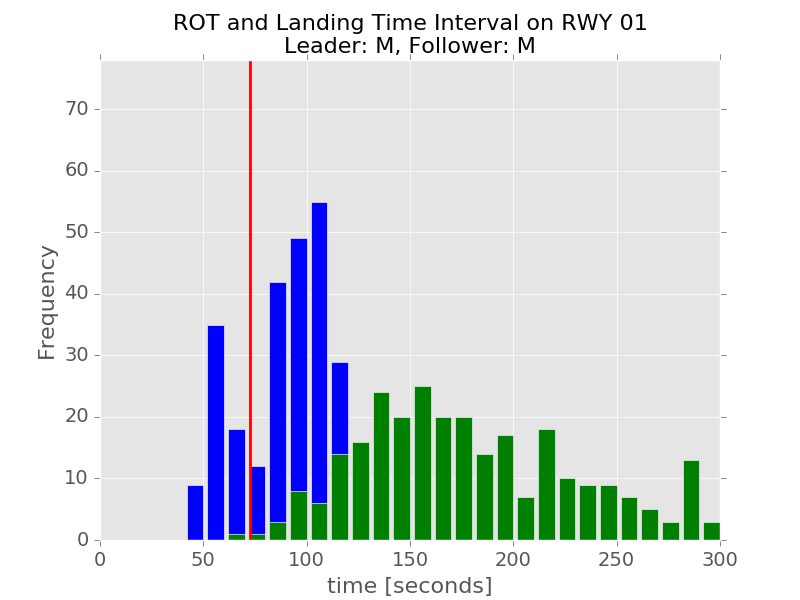 ROT and Landing Time Interval on RWY 01
Leader: M, Follower: M
Frequency
70
60
50
40
30
20
10
0
0 50 100 150 200 250 300
time [seconds]